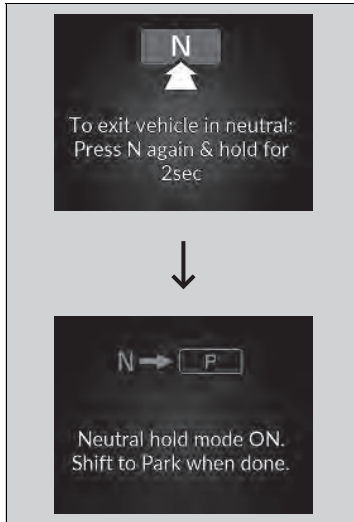 N
To exit vehicle in neutral:
Press N again & hold for
2sec
N P
Neutral hold mode ON.
Shift to Park when done.